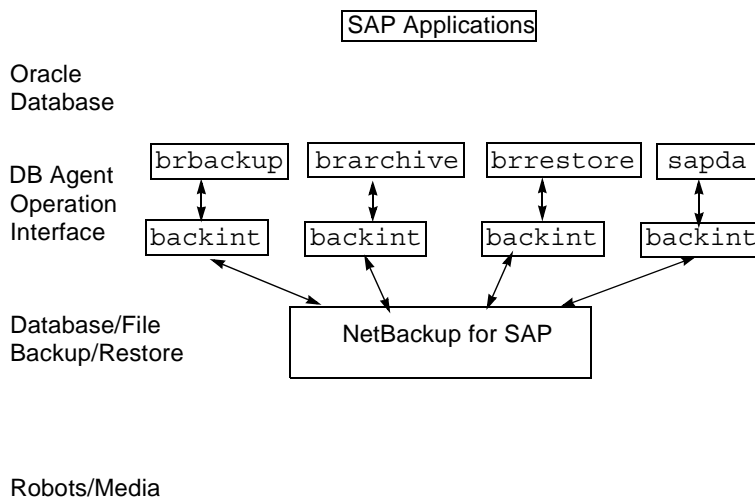 SAP Applications
Oracle
Database
brbackup
brarchive
brrestore
sapda
DB Agent
Operation
Interface
backint
backint
backint
backint
Database/File
Backup/Restore
NetBackup for SAP
Robots/Media